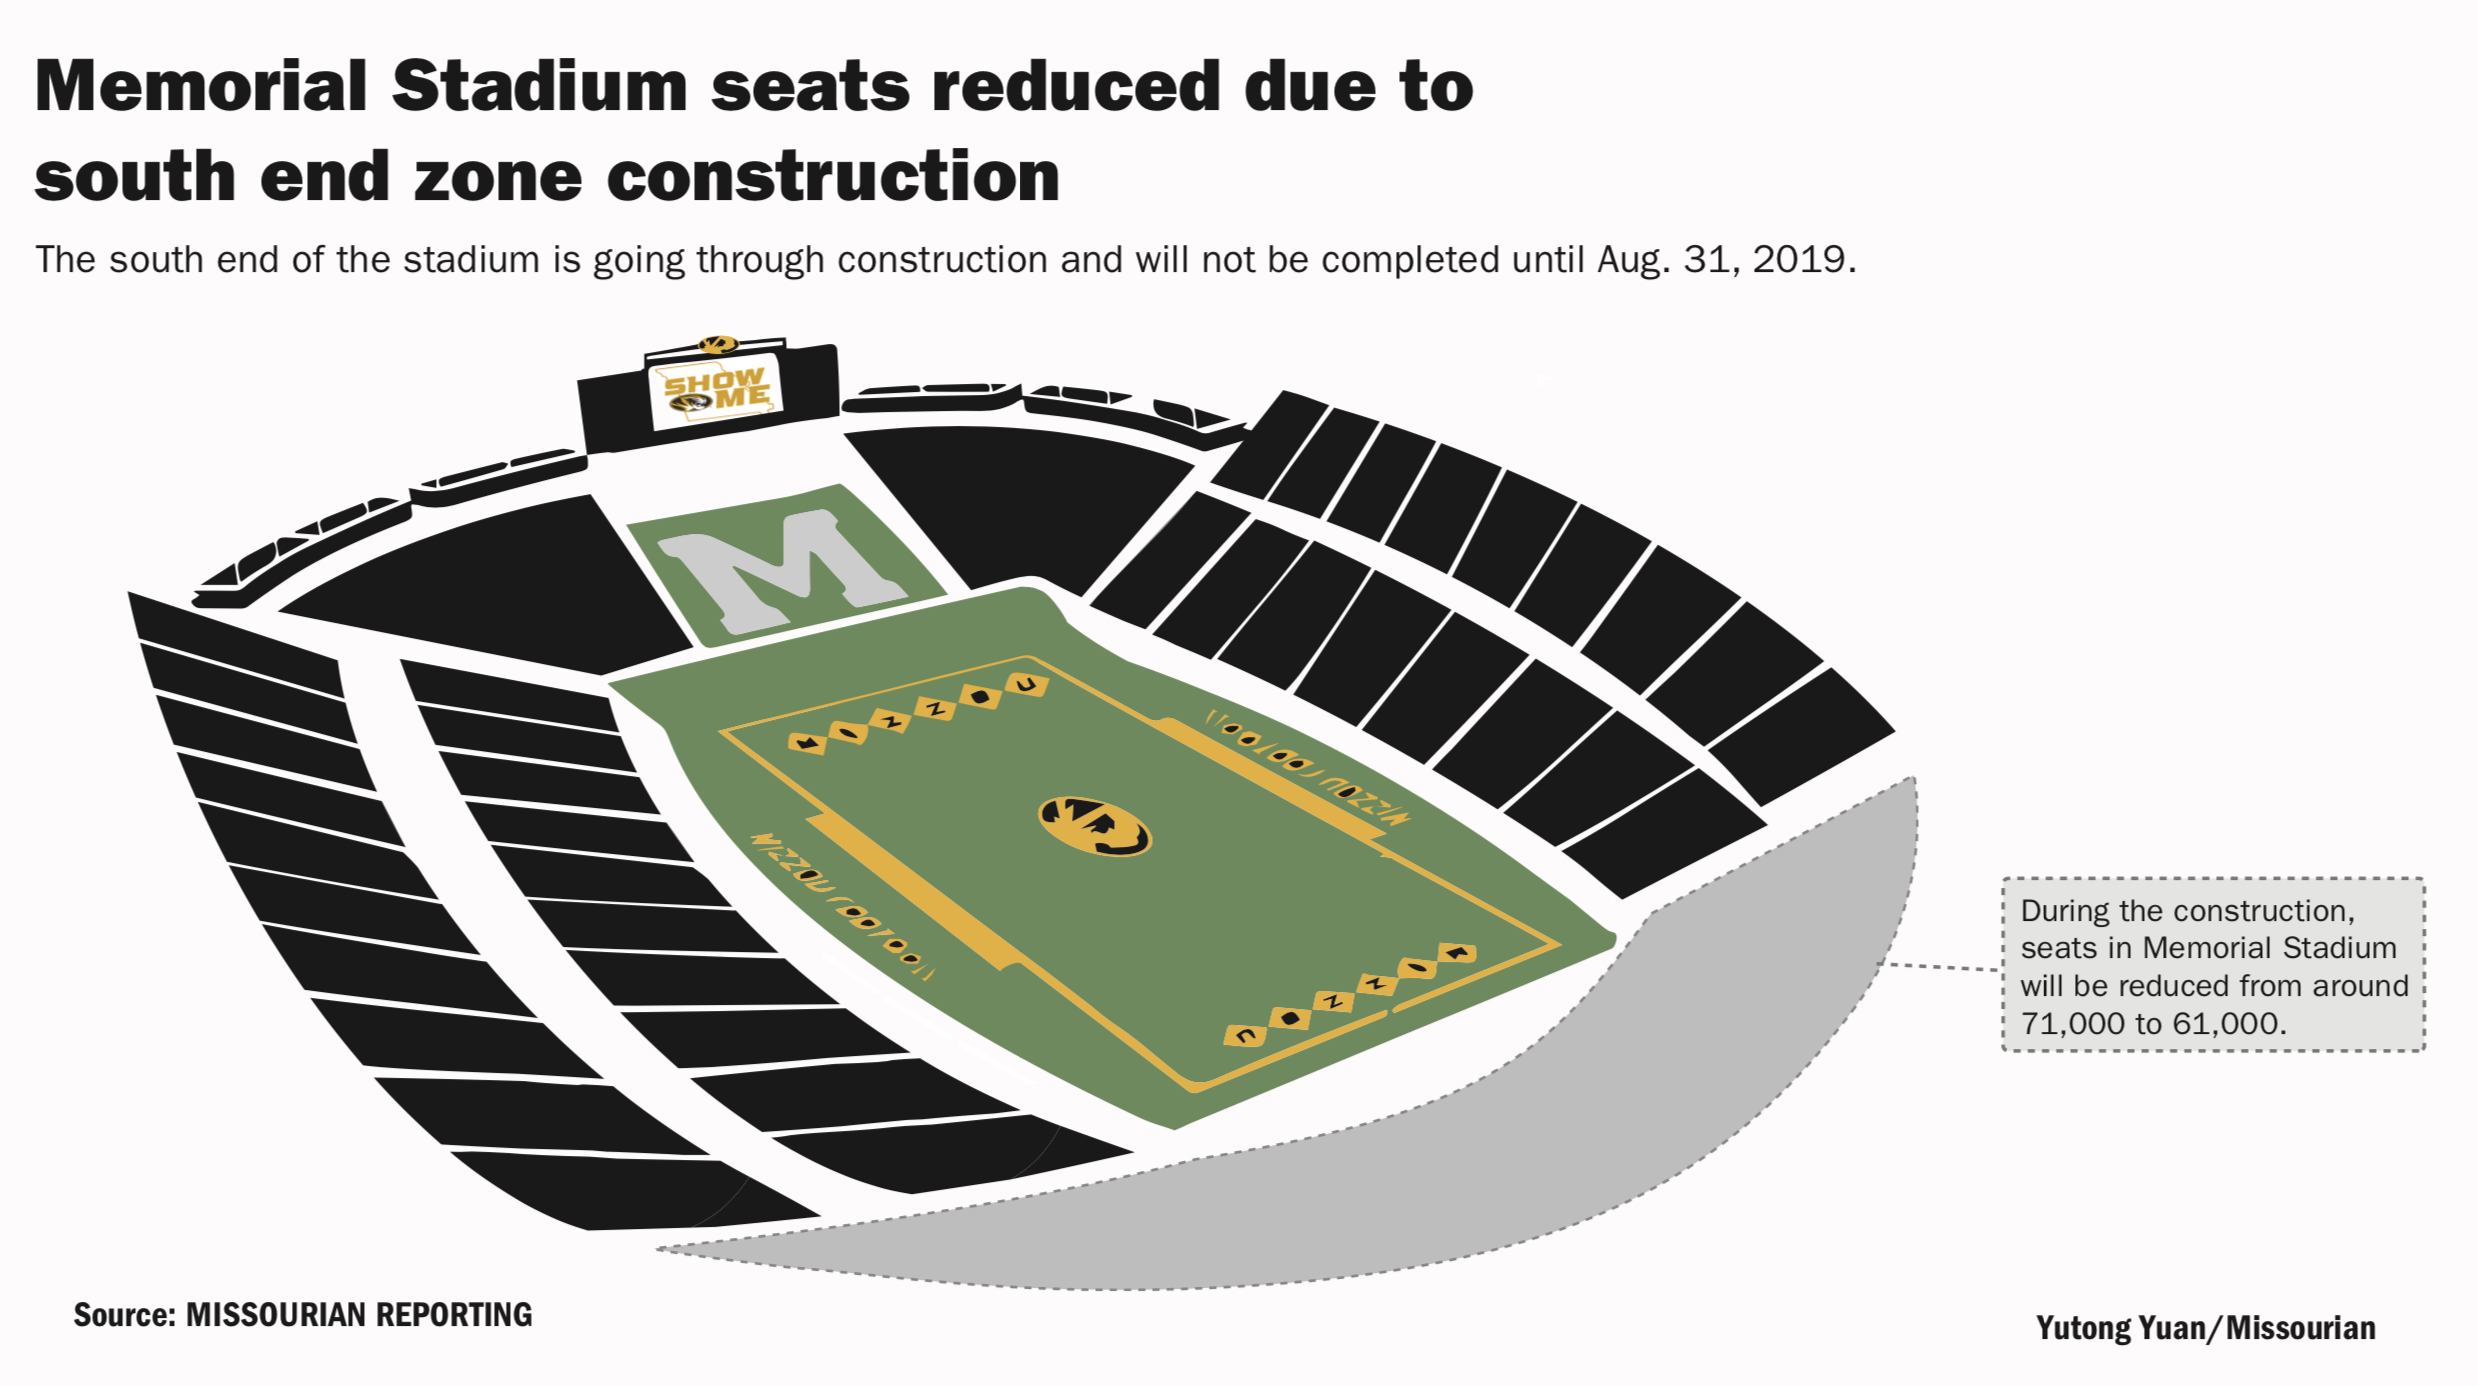 Memorial Stadium seats reduced due to
south end zone construction
The south end of the stadium is going through construction and will not be completed until Aug. 31, 2019.
SHOW
ME
M
MIZZOU
MIZZOU FOOTBALL
MIZZOU
During the construction,
seats in Memorial Stadium
will be reduced from around
71,000 to 61,000.
Source: MISSOURIAN REPORTING
Yutong Yuan/Missourian